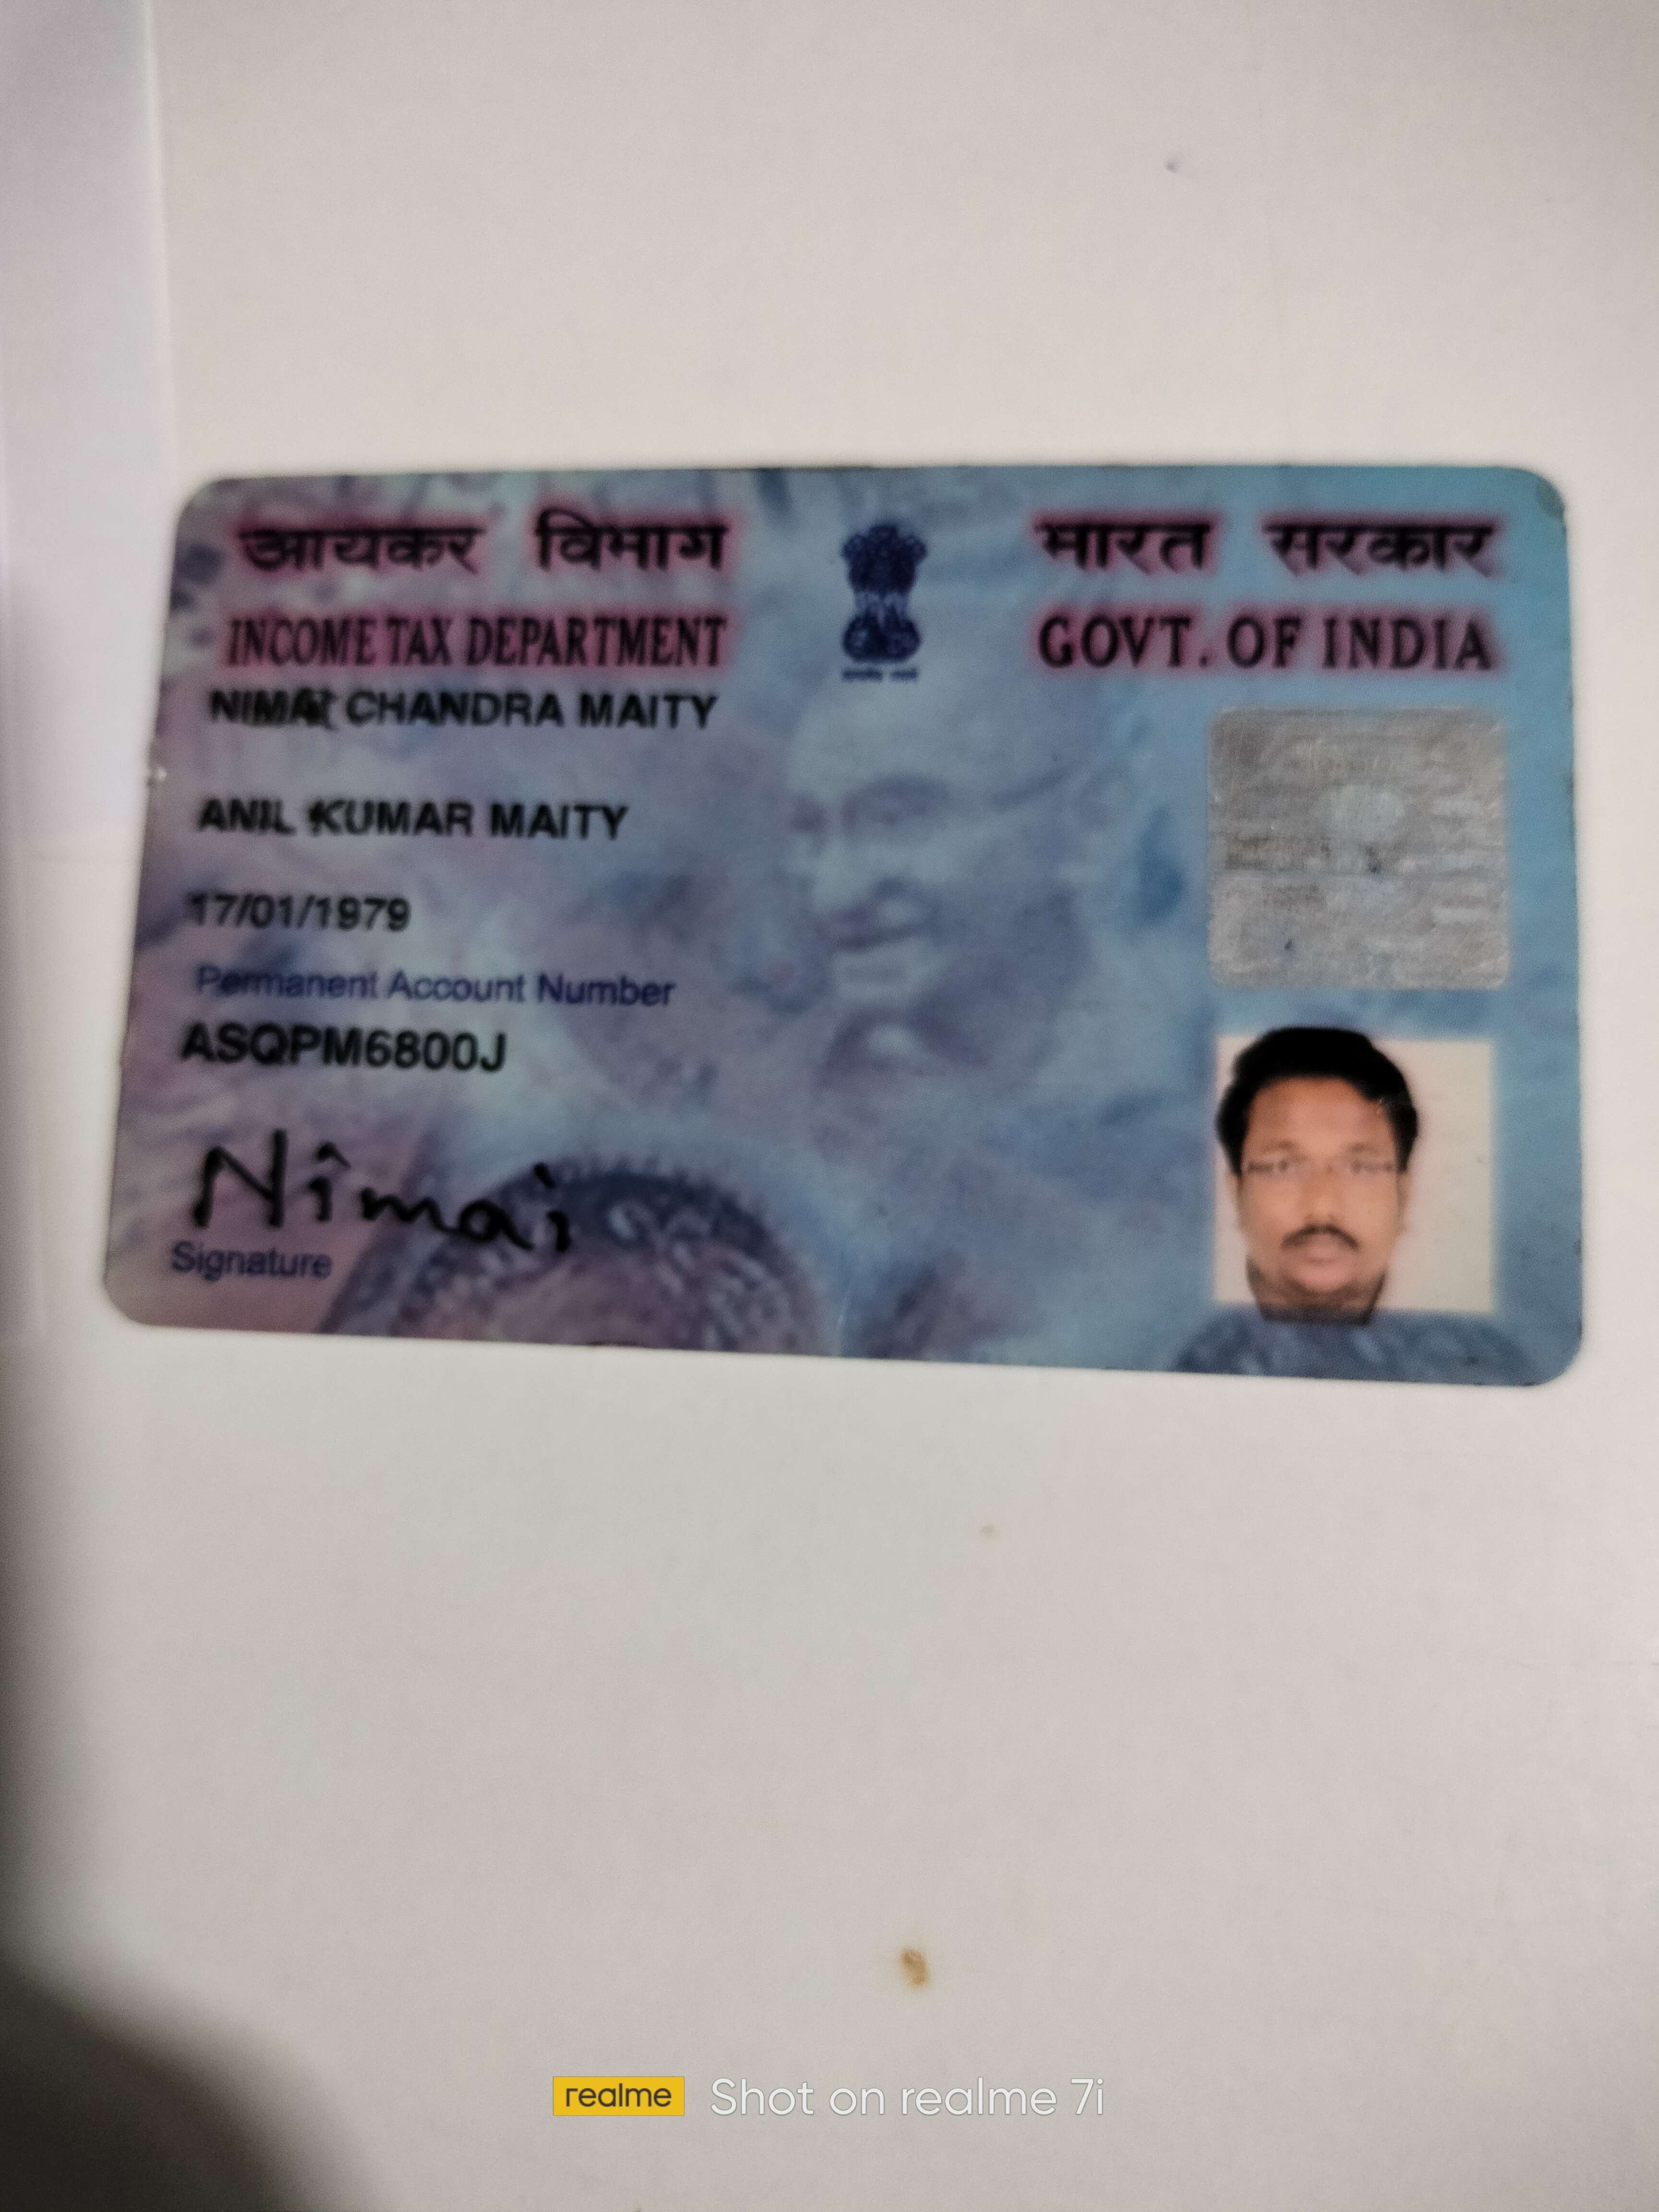 आयकर विभाग
भारत सरकार
INCOME TAX DEPARTMENT
GOVT. OF INDIA
NIMAI CHANDRA MAITY
ANIL KUMAR MAITY
17/01/1979
Permanent Account Number
ASQPM6800J
Nimai
Signature
realme Shot on realme 7i